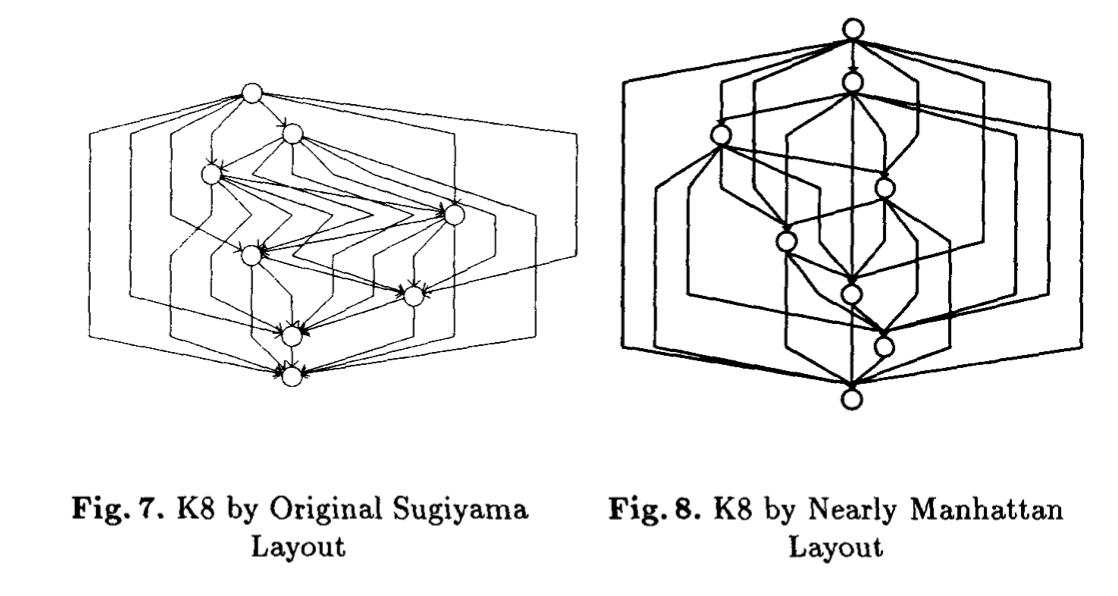 Fig. 7. K8 by Original Sugiyama
Layout
Fig. 8. K8 by Nearly Manhattan
Layout